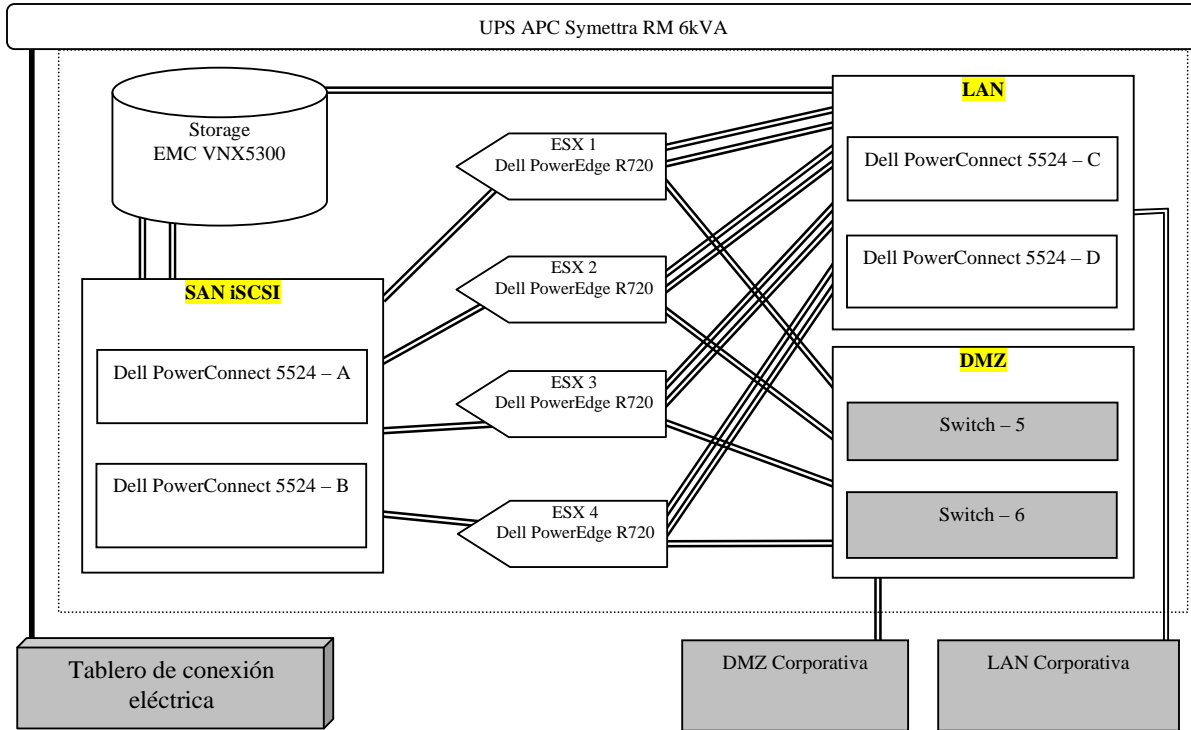 UPS APC Symettra RM 6kVA
Storage
EMC VNX5300
SAN iSCSI
Dell PowerConnect 5524 – A
Dell PowerConnect 5524 – B
ESX 1
Dell PowerEdge R720
ESX 2
Dell PowerEdge R720
ESX 3
Dell PowerEdge R720
ESX 4
Dell PowerEdge R720
LAN
Dell PowerConnect 5524 – C
Dell PowerConnect 5524 – D
DMZ
Switch – 5
Switch – 6
Tablero de conexión
eléctrica
DMZ Corporativa
LAN Corporativa